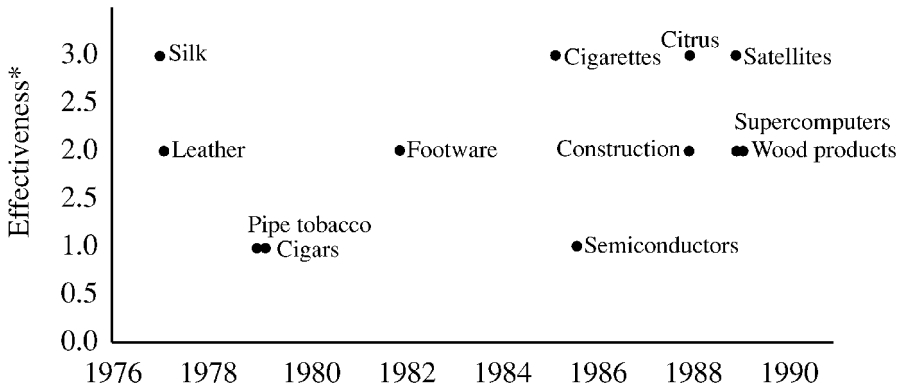 Effectiveness*
3.0
2.5
2.0
2.5
1.0
0.5
0.0
Silk
Cigarettes
Citrus
Satellites
Leather
Footware
Construction
Supercomputers
Wood products
Pipe tobacco
Cigars
Semiconductors
1976 1978 1980 1982 1984 1986 1988 1990